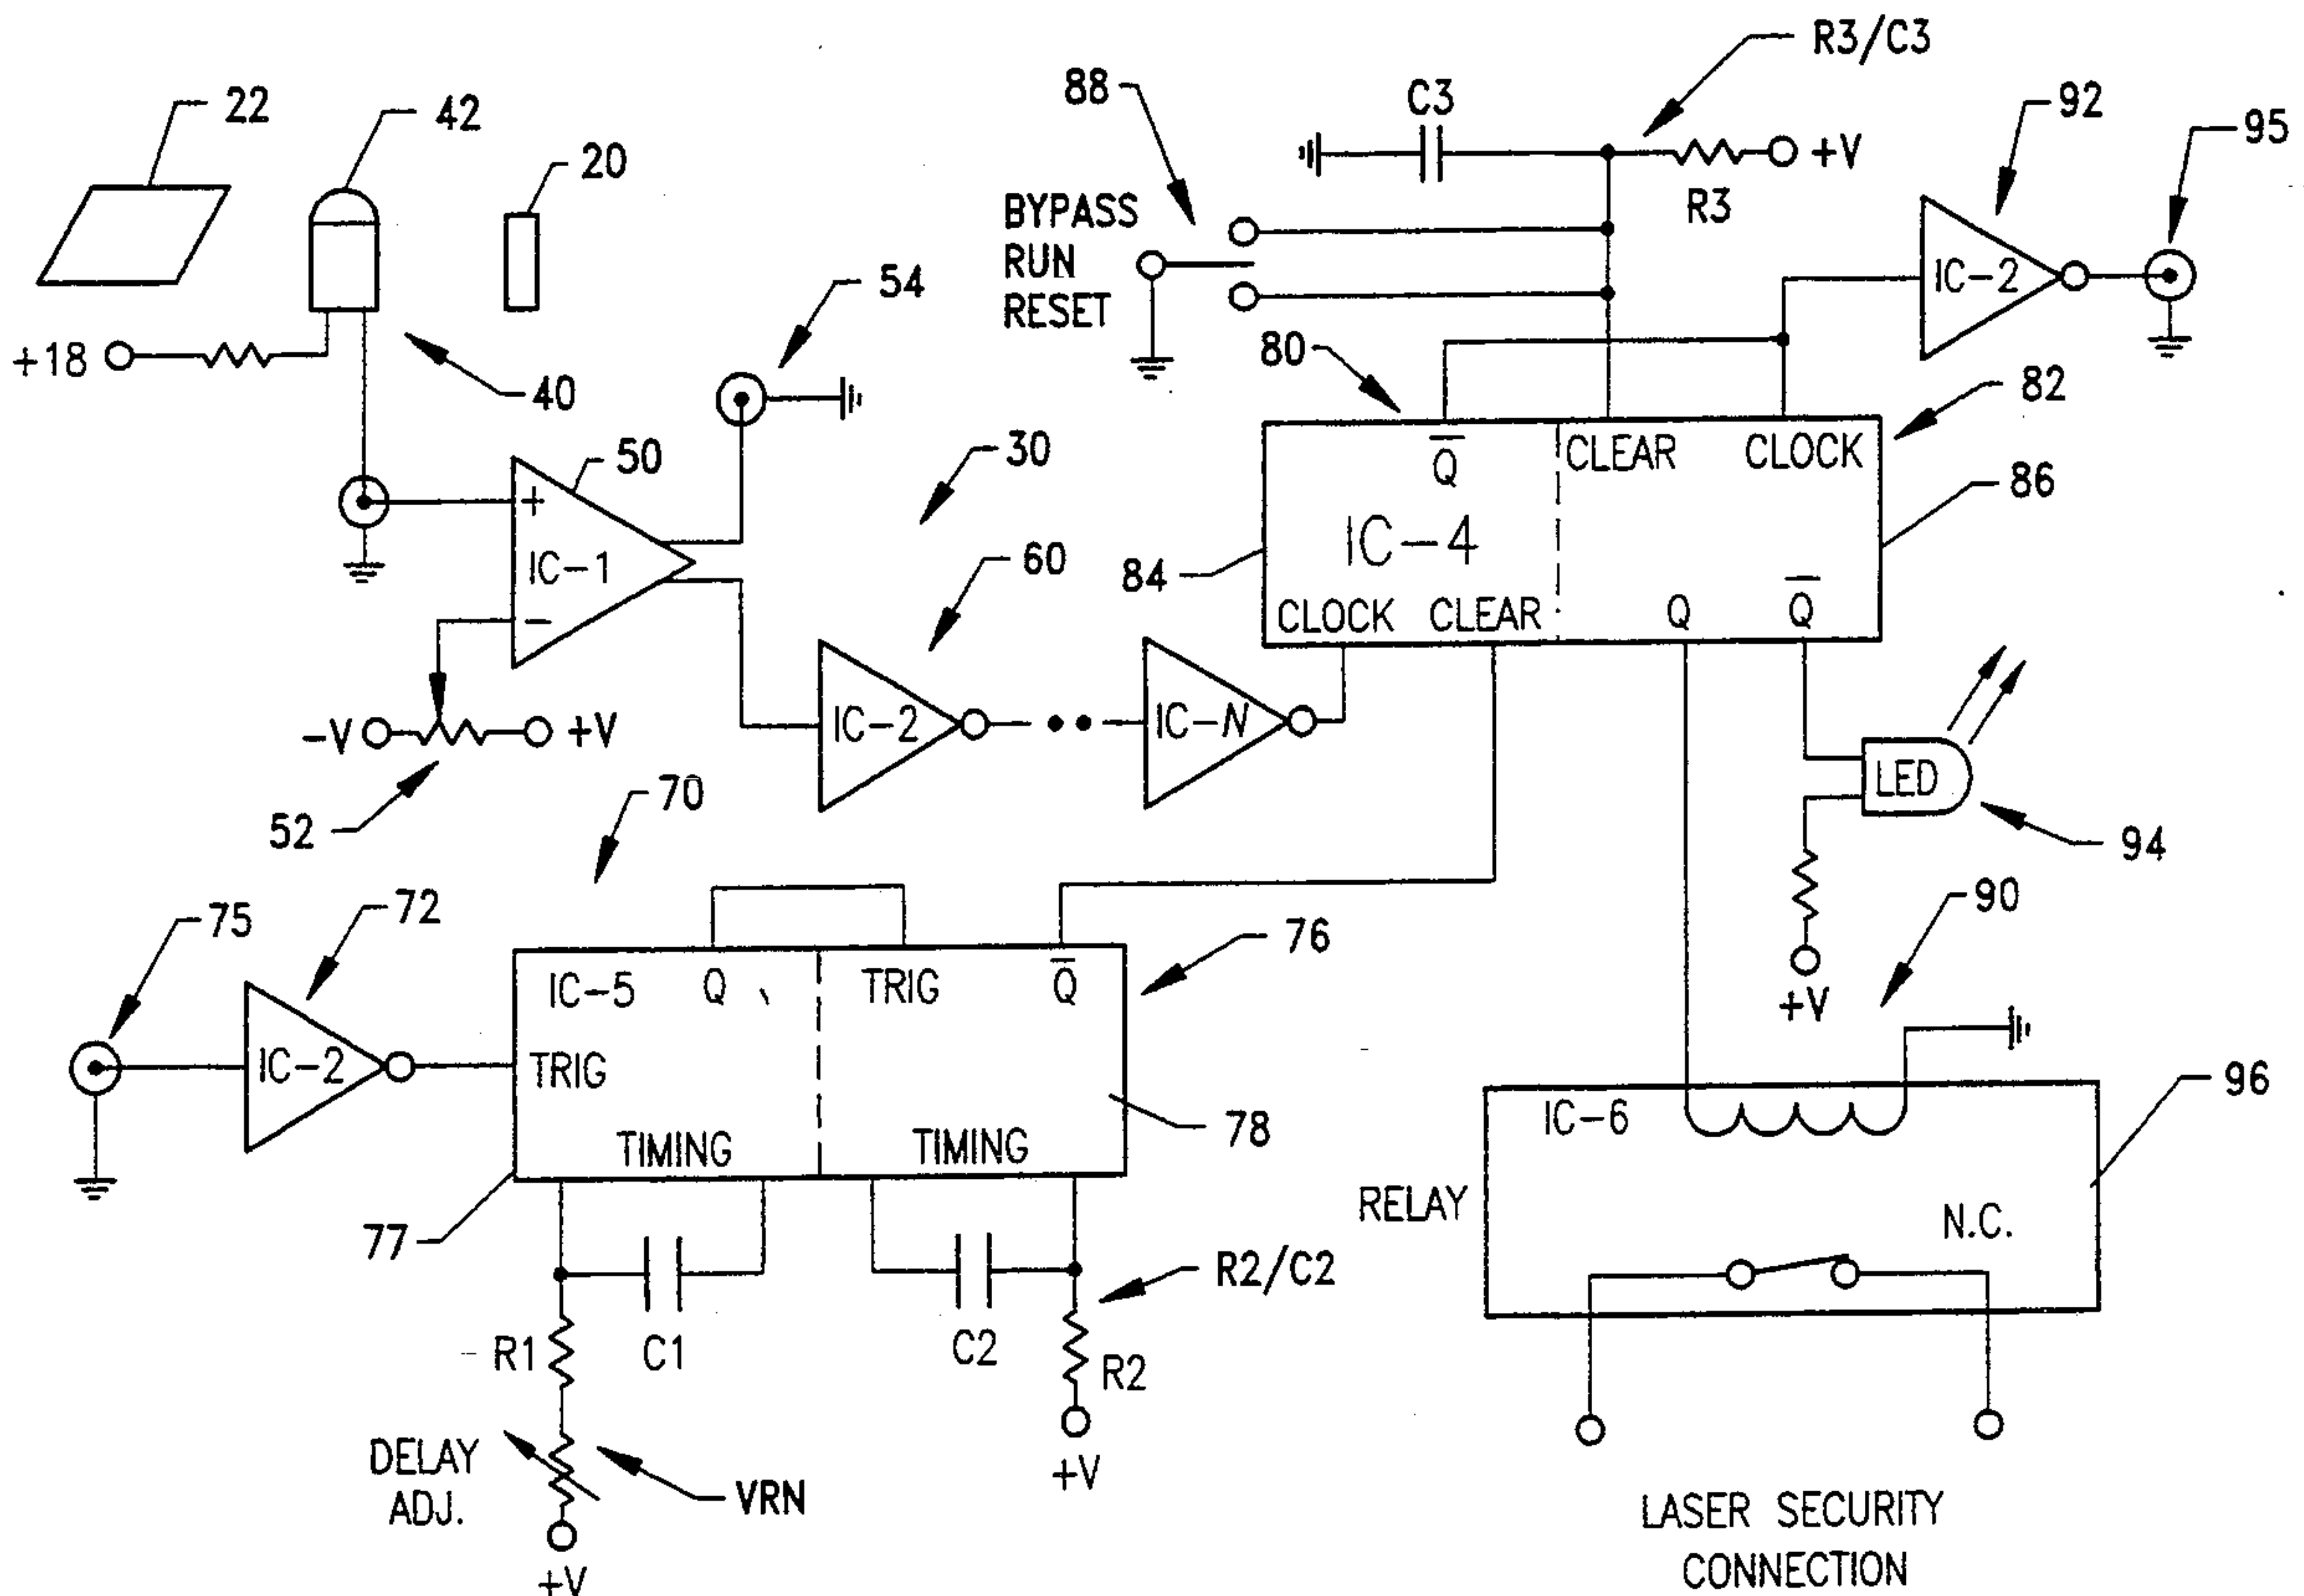 R3/C3
22
42
20
88
C3
92
95
+V
R3
BYPASS
RUN
RESET
IC-2
54
+18
40
80
82
50
30
+
IC-1
−
Q̅
CLEAR
CLOCK
86
IC-4
84
60
CLOCK
CLEAR
Q
Q̅
-V
+V
52
IC-2
IC-N
LED
94
70
75
72
76
90
IC-5
Q
TRIG
Q̅
+V
IC-2
TRIG
TIMING
TIMING
78
96
IC-6
RELAY
N.C.
77
R2/C2
R1
C1
C2
R2
DELAY
ADJ.
VRN
+V
+V
LASER SECURITY
CONNECTION